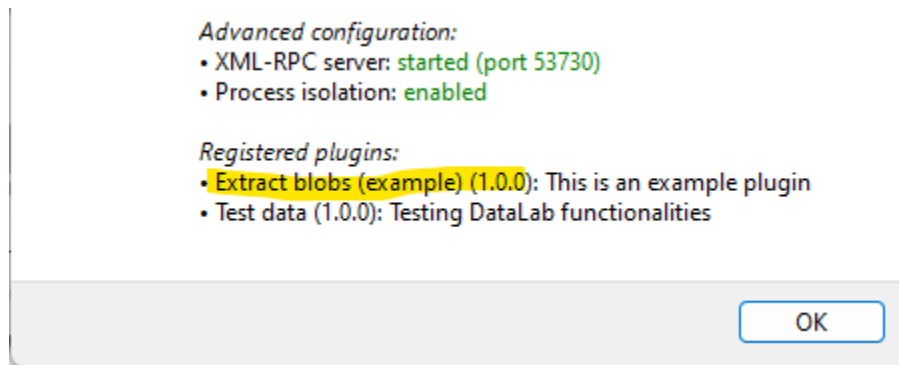 Advanced configuration:
• XML-RPC server: started (port 53730)
• Process isolation: enabled
Registered plugins:
• Extract blobs (example) (1.0.0): This is an example plugin
• Test data (1.0.0): Testing DataLab functionalities
OK